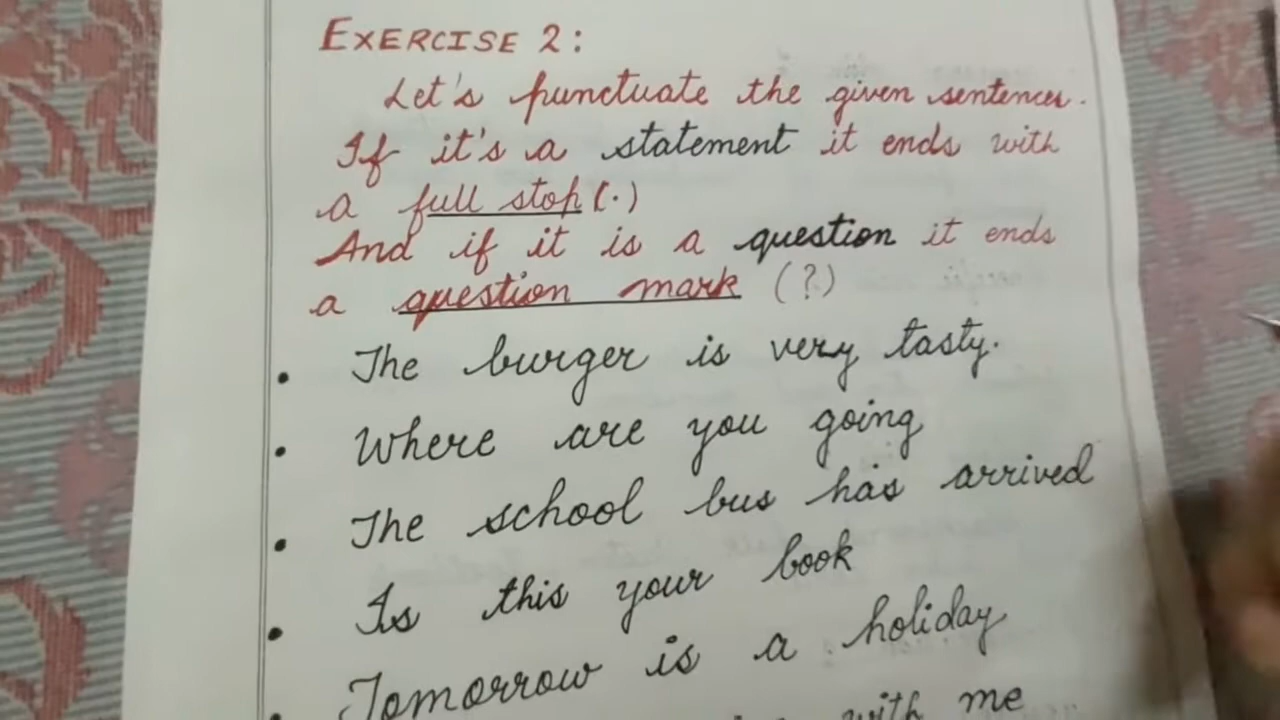 EXERCISE 2:
Let's punctuate the given sentences.
If it's a statement it ends with
a full stop (.)
And if it is a question it ends
a question mark (?)
• The burger is very tasty.
• Where are you going
• The school bus has arrived
• Is this your book
• Tomorrow is a holiday
with me